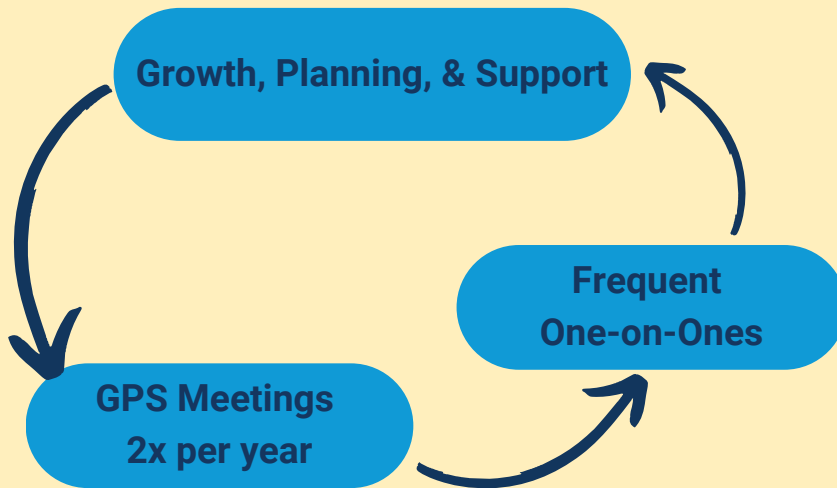 Growth, Planning, & Support
Frequent
One-on-Ones
GPS Meetings
2x per year